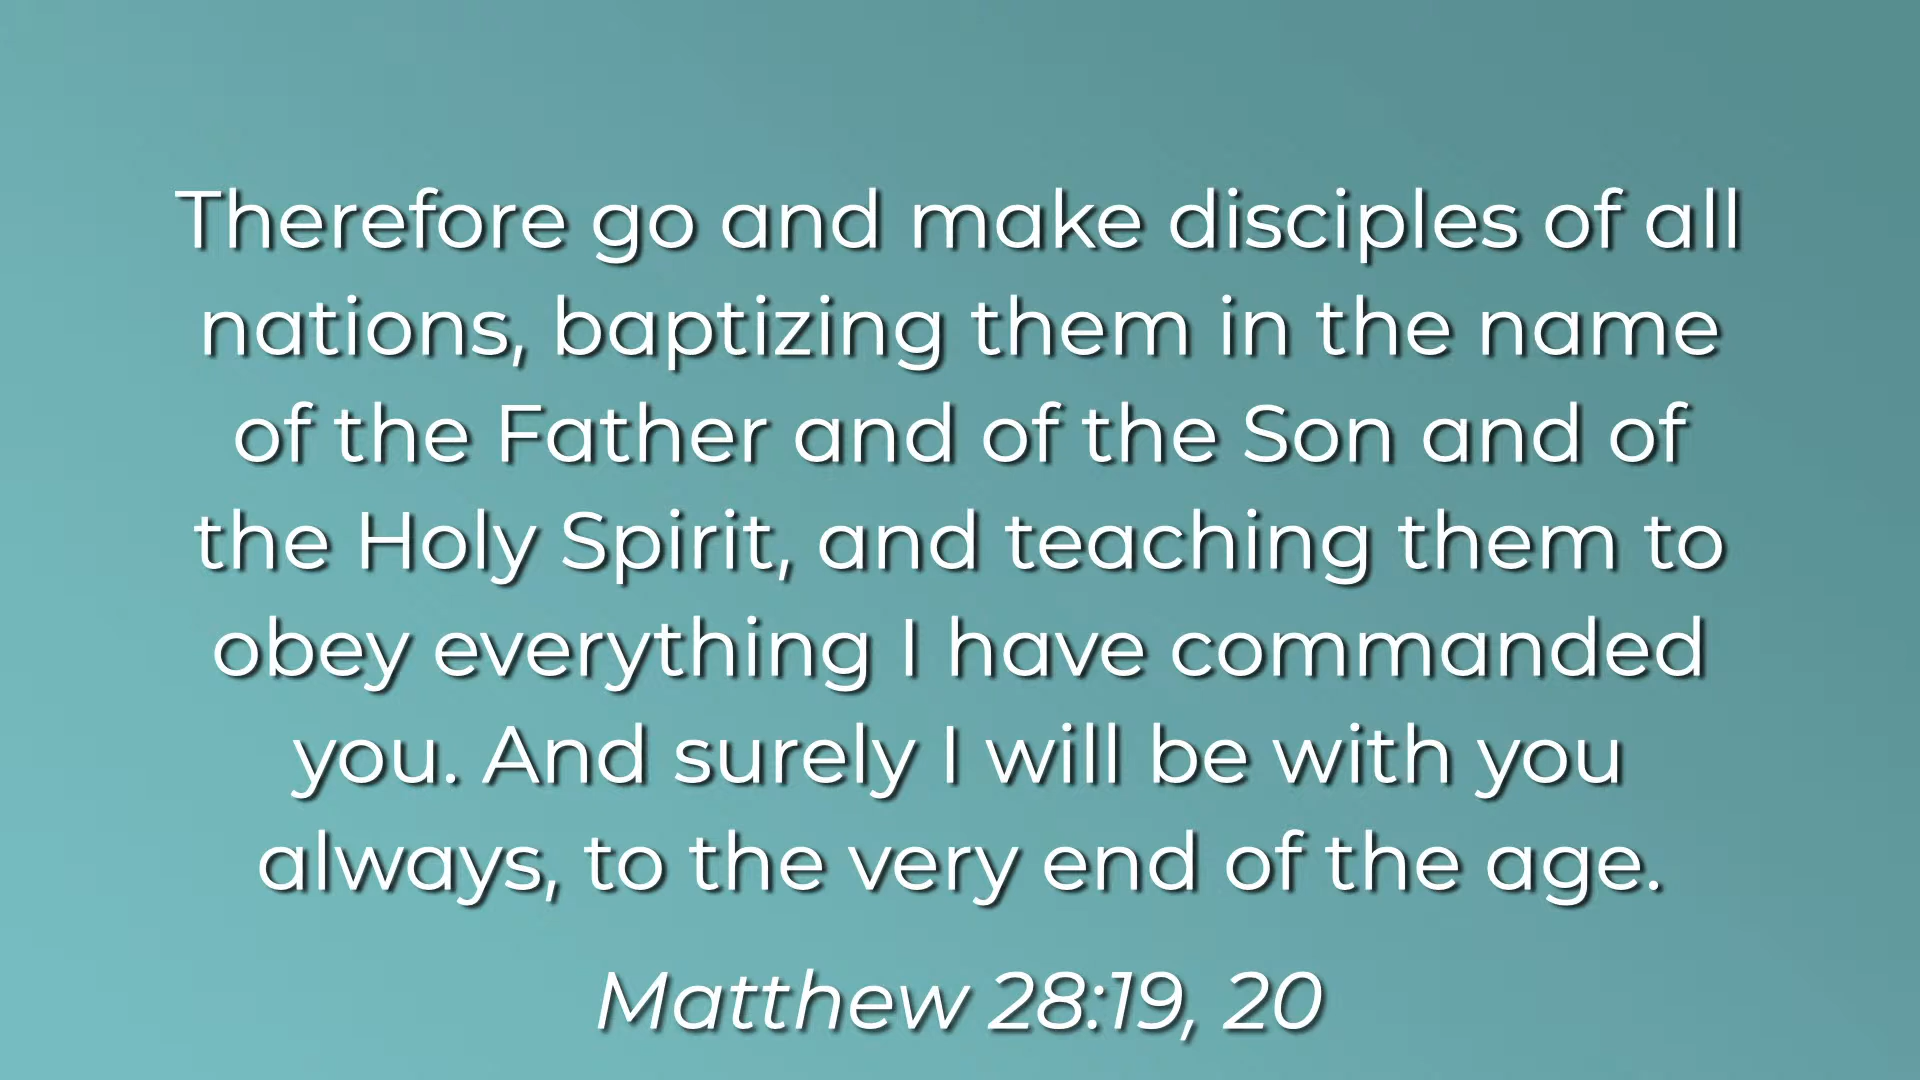 Therefore go and make disciples of all
nations, baptizing them in the name
of the Father and of the Son and of
the Holy Spirit, and teaching them to
obey everything I have commanded
you. And surely I will be with you
always, to the very end of the age.
Matthew 28:19, 20